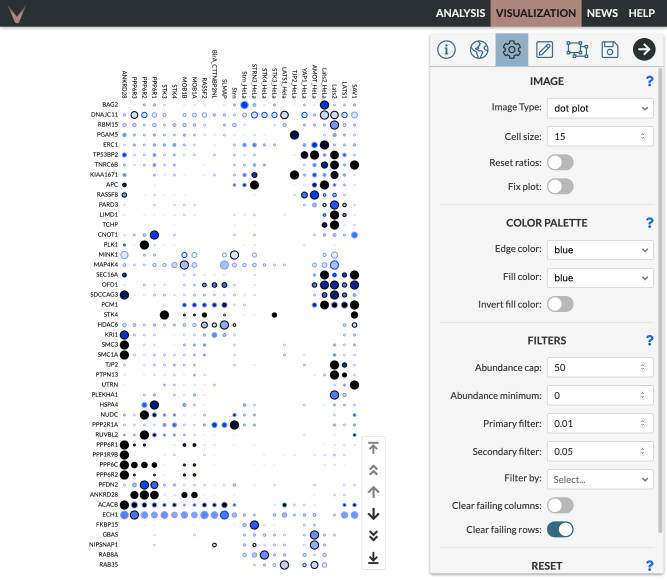 ANALYSIS VISUALIZATION NEWS HELP
ANKRD28 PPP6R3 PPP6R2 PPP6R1 STK3 STK4 MOB1B MOB1A RASSF2 BirA_CTTNBP2NL SLMAP Strn Strn_HeLa STRN3_HeLa STK4_HeLa STK3_HeLa LATS1_Hela TJP2_HeLa YAP1_HeLa AMOT_HeLa Lats2_HeLa Lats2 LATS1 SAV1
BAG2
DNAJC11
RBM15
PGAM5
ERC1
TP53BP2
TNRC6B
KIAA1671
APC
RASSF8
PARD3
LIMD1
TCHP
CNOT1
PLK1
MINK1
MAP4K4
SEC16A
OFD1
SDCCAG3
PCM1
STK4
HDAC6
KRI1
SMC3
SMC1A
TJP2
PTPN13
UTRN
PLEKHA1
HSPA4
NUDC
PPP2R1A
RUVBL2
PPP6R1
PPP1R9B
PPP6C
PPP6R2
PFDN2
ANKRD28
ACACB
ECH1
FKBP15
GBAS
NIPSNAP1
RAB8A
RAB35
IMAGE ?
Image Type: dot plot
Cell size: 15
Reset ratios:
Fix plot:
COLOR PALETTE ?
Edge color: blue
Fill color: blue
Invert fill color:
FILTERS ?
Abundance cap: 50
Abundance minimum: 0
Primary filter: 0.01
Secondary filter: 0.05
Filter by: Select...
Clear failing columns:
Clear failing rows:
RESET ?